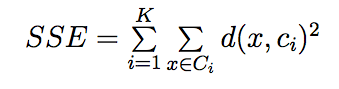 SSE = \sum_{i=1}^{K} \sum_{x \in C_i} d(x, c_i)^2